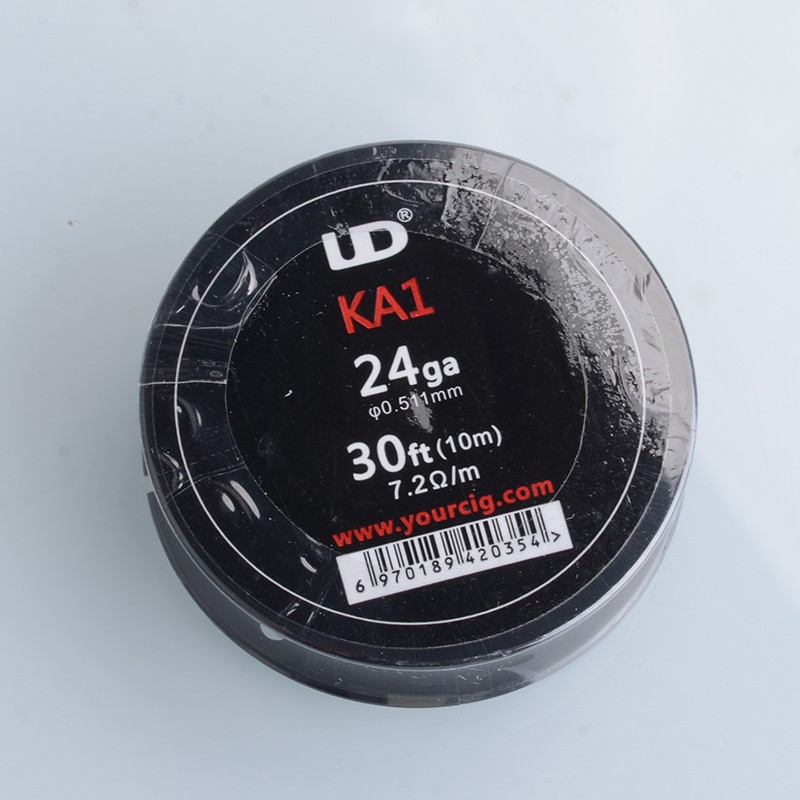 UD®
KA1
24ga
φ0.511mm
30ft (10m)
7.2Ω/m
www.yourcig.com
6 970189 420354 >